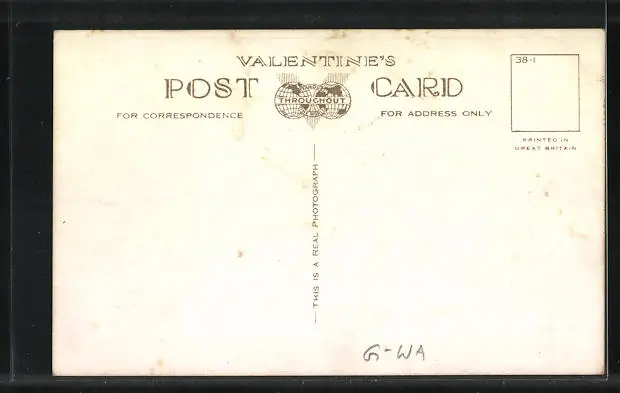 VALENTINE'S
POST CARD
THROUGHOUT
FOR CORRESPONDENCE
FOR ADDRESS ONLY
38-1
PRINTED IN
GREAT BRITAIN
THIS IS A REAL PHOTOGRAPH
G-WA